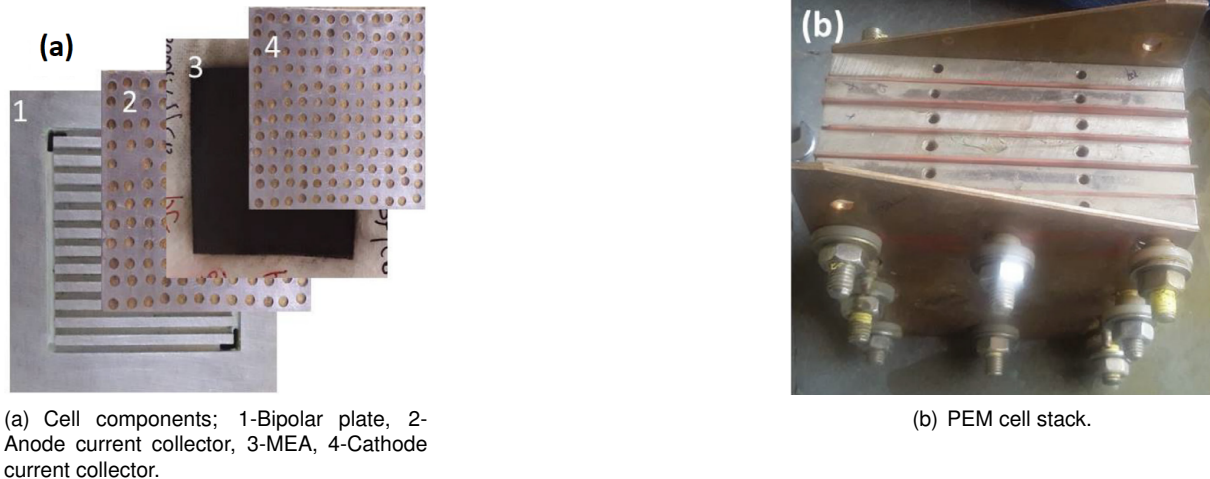 (a)
1
2
3
4
(b)
(a) Cell components; 1-Bipolar plate, 2-
Anode current collector, 3-MEA, 4-Cathode
current collector.
(b) PEM cell stack.